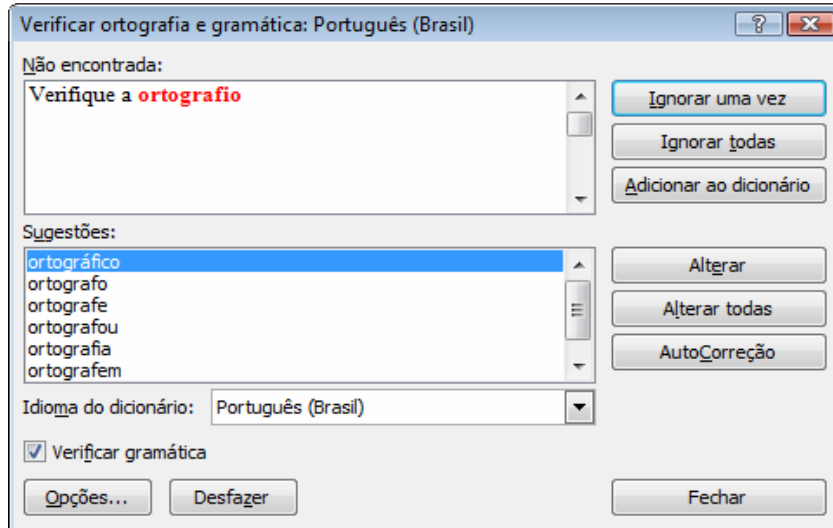 Verificar ortografia e gramática: Português (Brasil)
Não encontrada:
Verifique a ortografio
Ignorar uma vez
Ignorar todas
Adicionar ao dicionário
Sugestões:
ortográfico
ortografo
ortografe
ortografou
ortografia
ortografem
Alterar
Alterar todas
AutoCorreção
Idioma do dicionário: Português (Brasil)
Verificar gramática
Opções... Desfazer Fechar